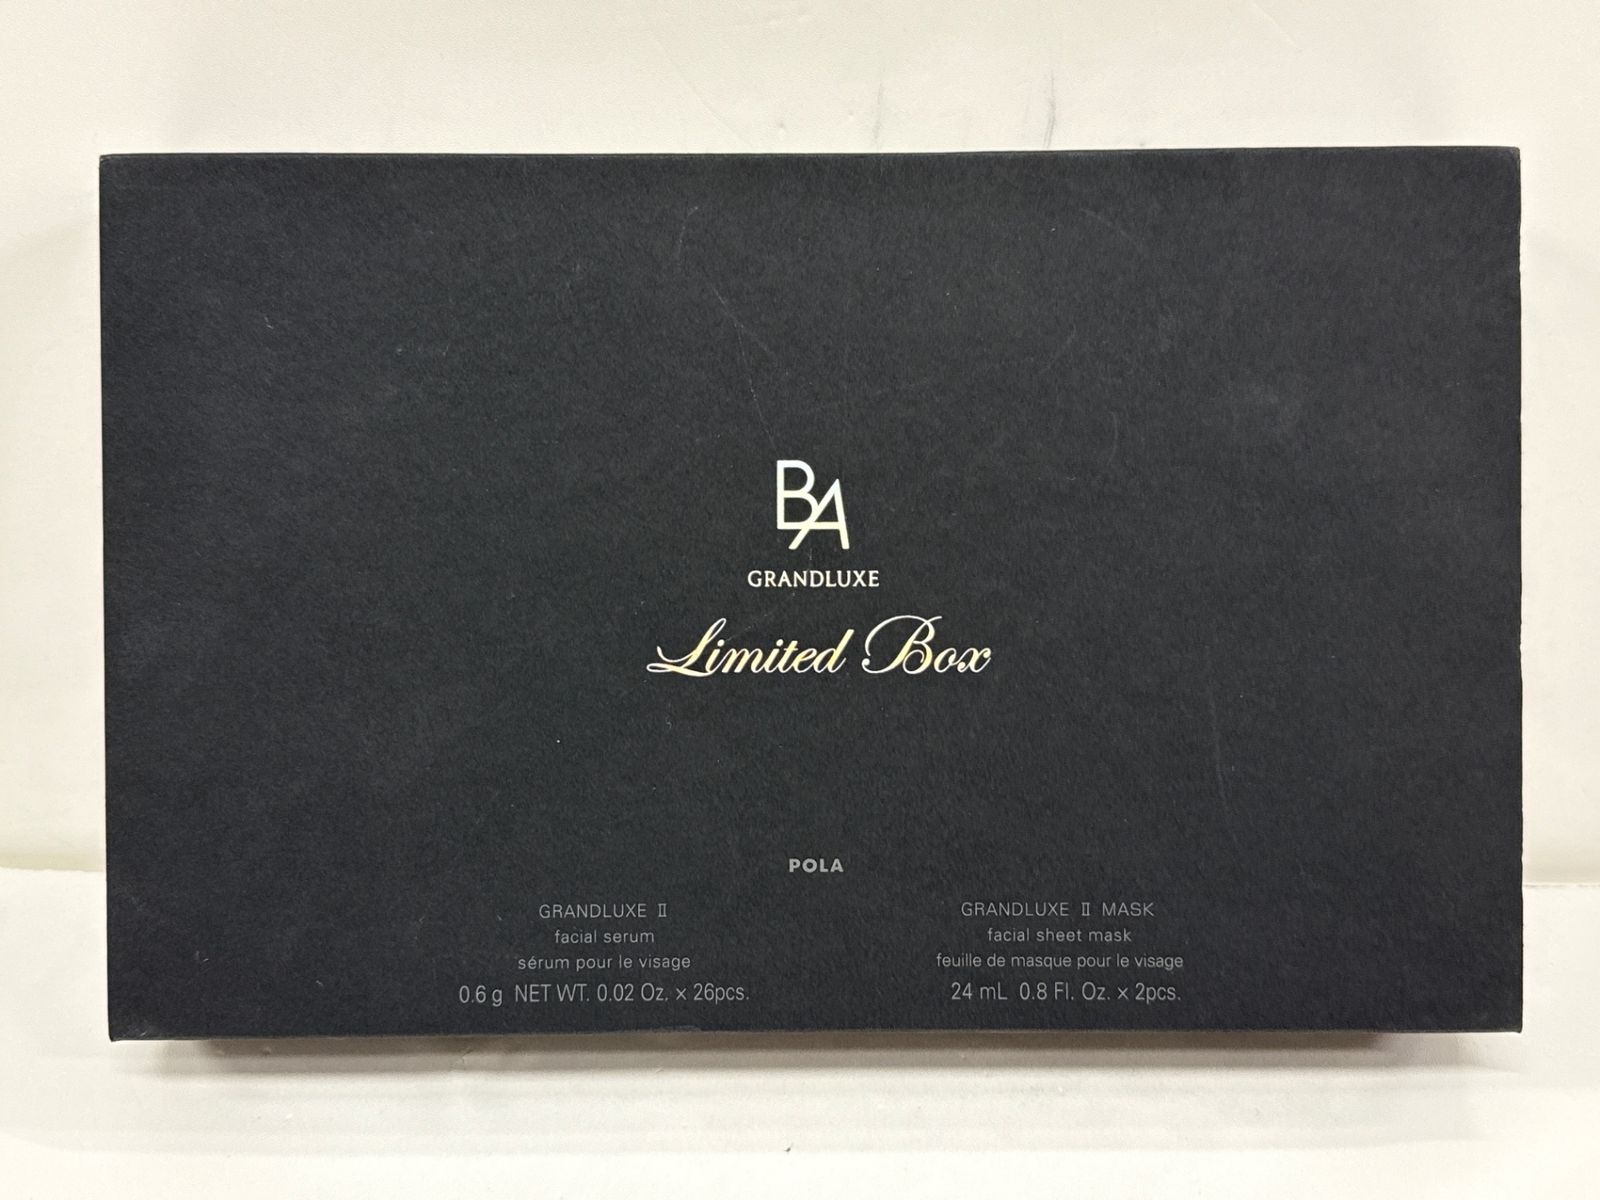 BA
GRANDLUXE
Limited Box
POLA
GRANDLUXE II
facial serum
sérum pour le visage
0.6 g NET WT. 0.02 Oz. × 26pcs.
GRANDLUXE II MASK
facial sheet mask
feuille de masque pour le visage
24 mL 0.8 Fl. Oz. × 2pcs.